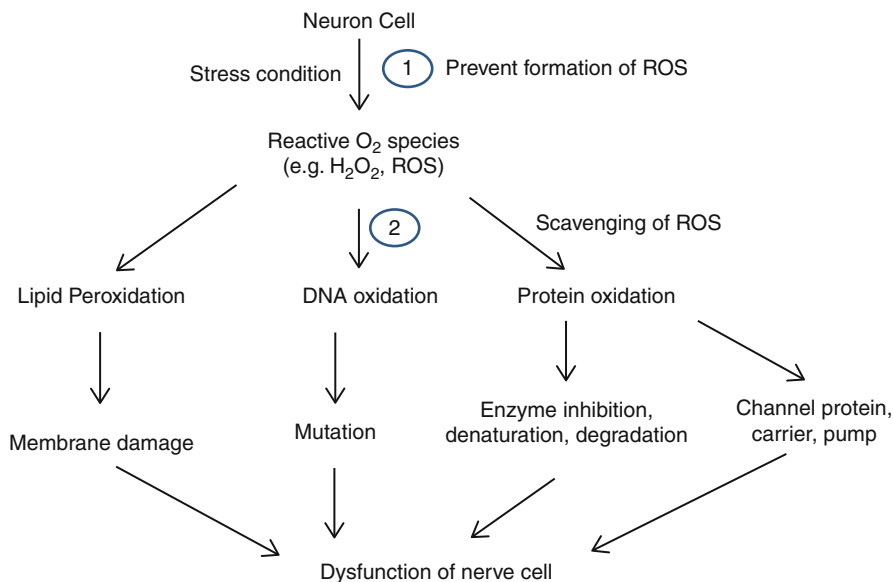 Neuron Cell
Stress condition
1
Prevent formation of ROS
Reactive O₂ species
(e.g. H₂O₂, ROS)
2
Scavenging of ROS
Lipid Peroxidation
DNA oxidation
Protein oxidation
Membrane damage
Mutation
Enzyme inhibition,
denaturation, degradation
Channel protein,
carrier, pump
Dysfunction of nerve cell